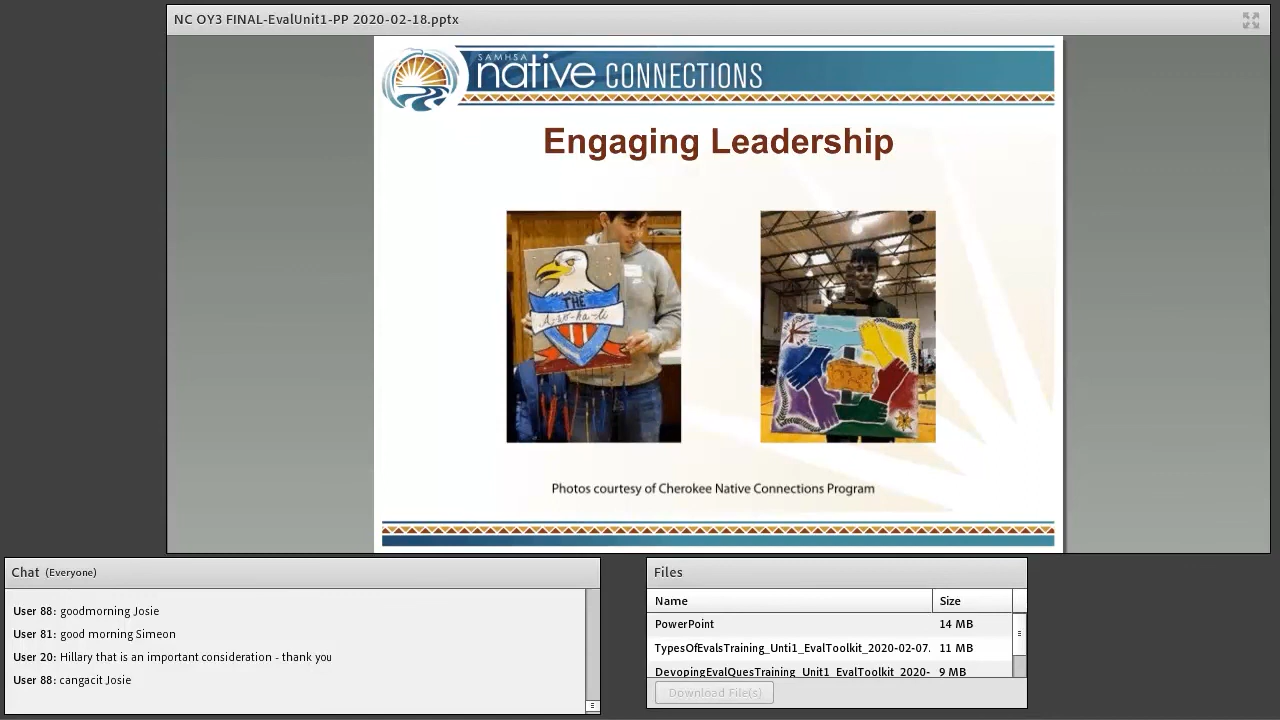 NC OY3 FINAL-EvalUnit1-PP 2020-02-18.pptx
SAMHSA
native CONNECTIONS
Engaging Leadership
THE
Photos courtesy of Cherokee Native Connections Program
Chat (Everyone)
User 88: goodmorning Josie
User 81: good morning Simeon
User 20: Hillary that is an important consideration - thank you
User 88: cangacit Josie
Files
Name Size
PowerPoint 14 MB
TypesOfEvalsTraining_Unti1_EvalToolkit_2020-02-07. 11 MB
DevopingEvalQuesTraining_Unit1_EvalToolkit_2020- 9 MB
Download File(s)